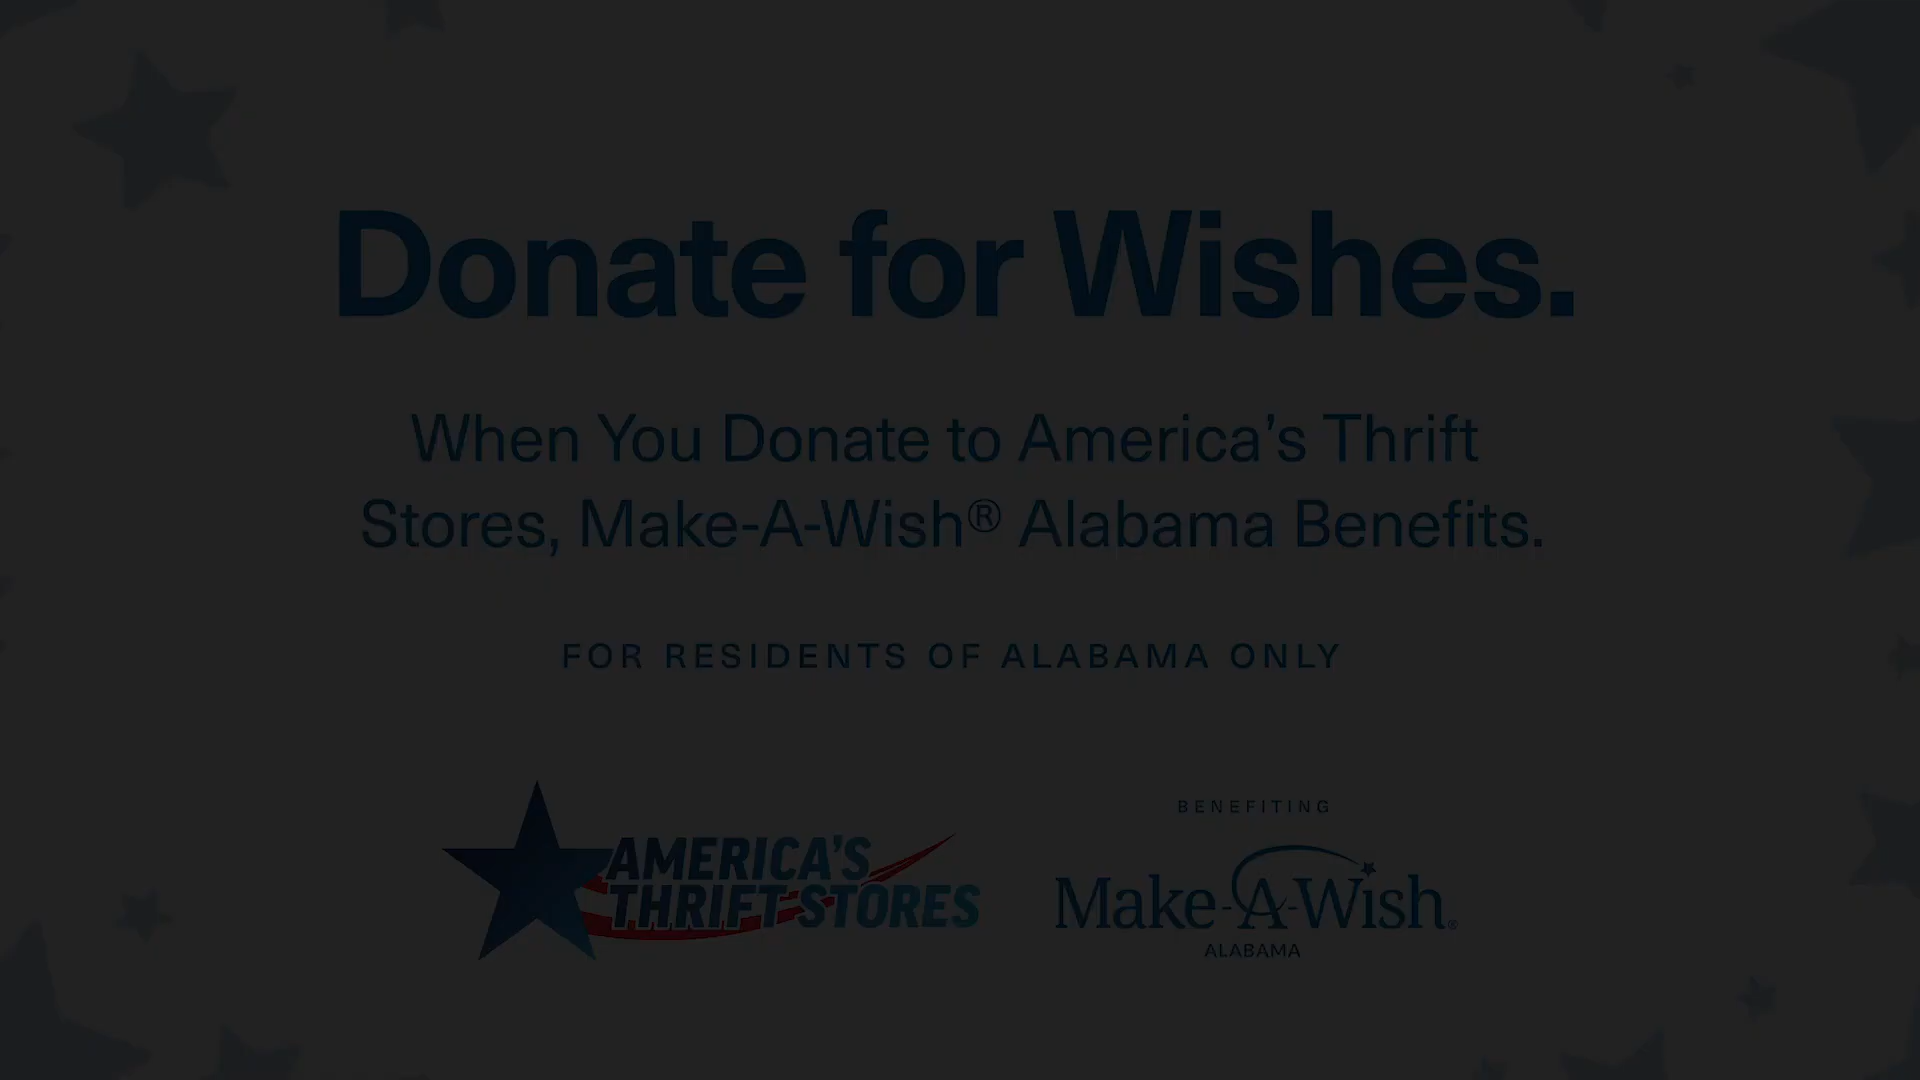 Donate for Wishes.
When You Donate to America’s Thrift
Stores, Make-A-Wish® Alabama Benefits.
FOR RESIDENTS OF ALABAMA ONLY
AMERICA’S
THRIFT STORES
BENEFITING
Make-A-Wish®
ALABAMA